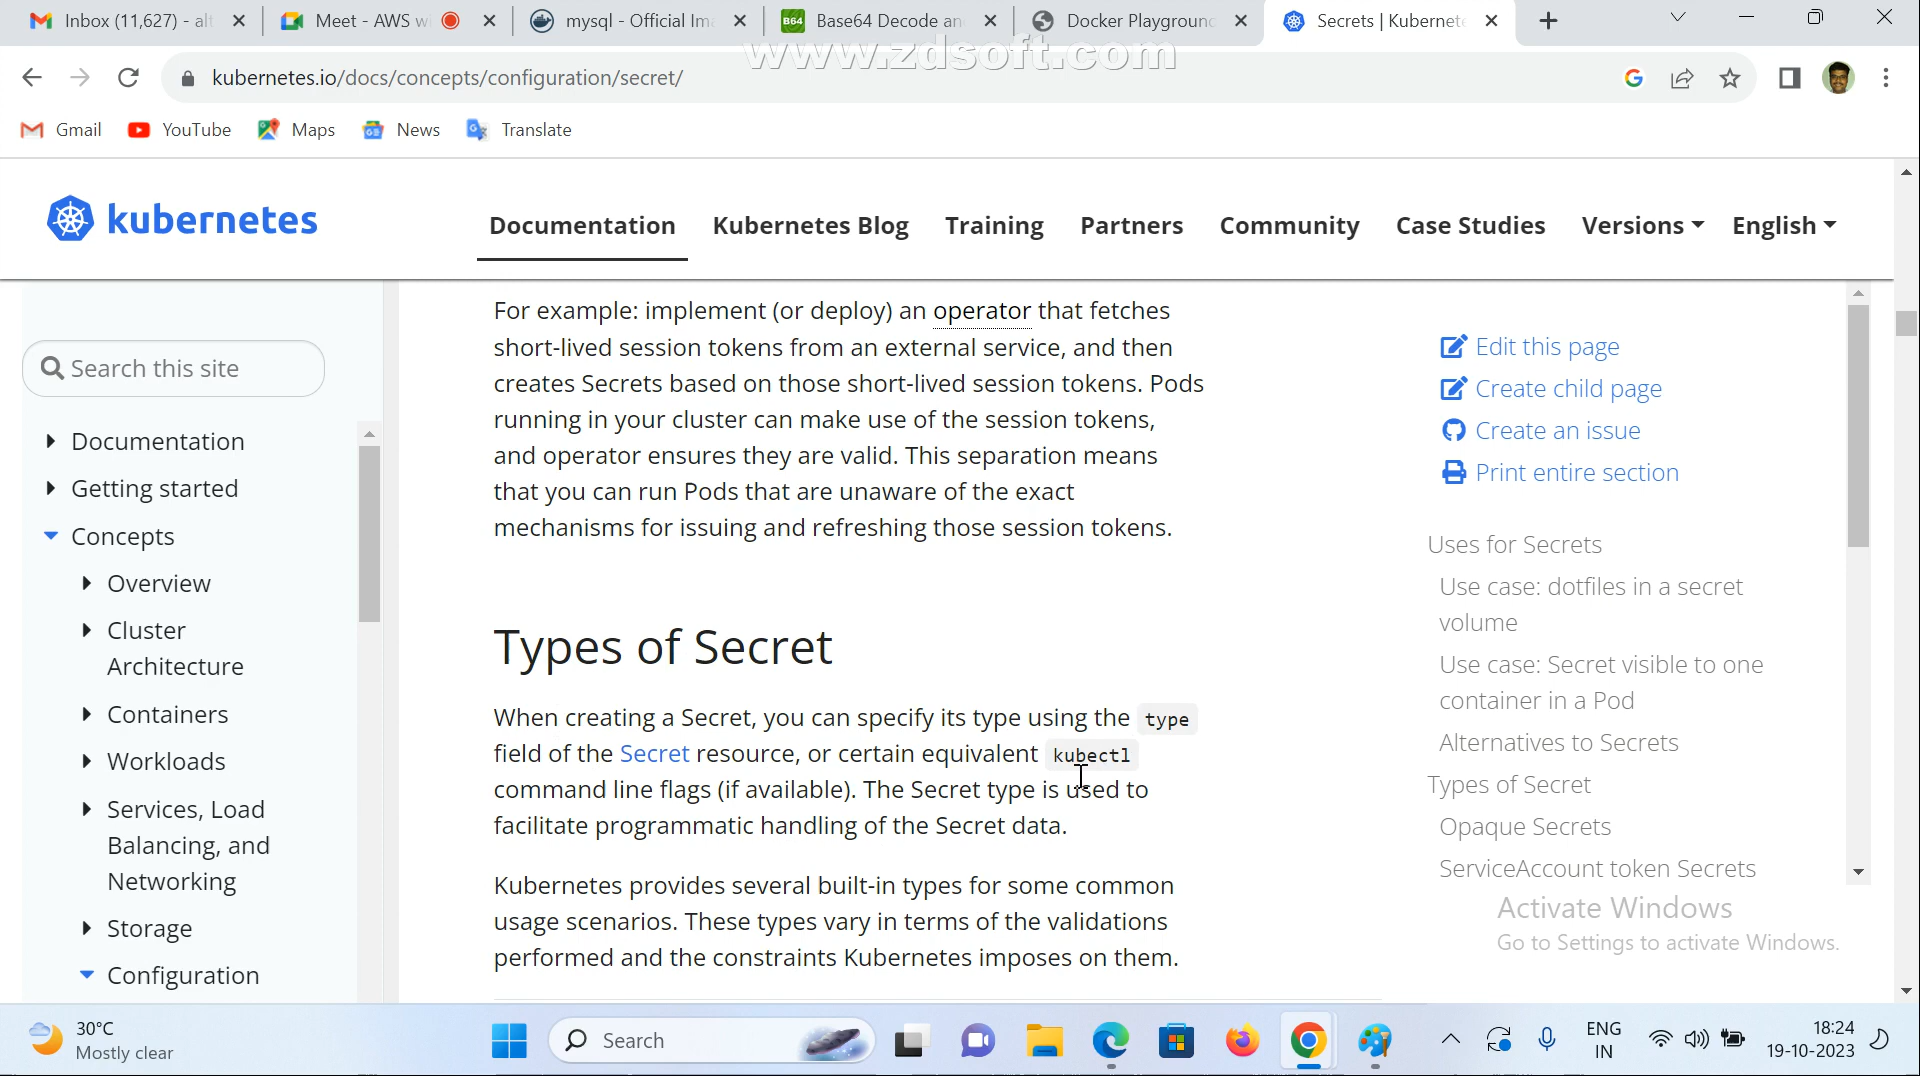 Inbox (11,627) - alt
Meet - AWS w
mysql - Official Im
Base64 Decode an
Docker Playground
Secrets | Kubernete
www.zdsoft.com
kubernetes.io/docs/concepts/configuration/secret/
Gmail
YouTube
Maps
News
Translate
kubernetes
Documentation
Kubernetes Blog
Training
Partners
Community
Case Studies
Versions
English
Search this site
Documentation
Getting started
Concepts
Overview
Cluster
Architecture
Containers
Workloads
Services, Load
Balancing, and
Networking
Storage
Configuration
For example: implement (or deploy) an operator that fetches
short-lived session tokens from an external service, and then
creates Secrets based on those short-lived session tokens. Pods
running in your cluster can make use of the session tokens,
and operator ensures they are valid. This separation means
that you can run Pods that are unaware of the exact
mechanisms for issuing and refreshing those session tokens.
Types of Secret
When creating a Secret, you can specify its type using the type
field of the Secret resource, or certain equivalent kubectl
command line flags (if available). The Secret type is used to
facilitate programmatic handling of the Secret data.
Kubernetes provides several built-in types for some common
usage scenarios. These types vary in terms of the validations
performed and the constraints Kubernetes imposes on them.
Edit this page
Create child page
Create an issue
Print entire section
Uses for Secrets
Use case: dotfiles in a secret
volume
Use case: Secret visible to one
container in a Pod
Alternatives to Secrets
Types of Secret
Opaque Secrets
ServiceAccount token Secrets
Activate Windows
Go to Settings to activate Windows.
30°C
Mostly clear
Search
ENG
IN
18:24
19-10-2023